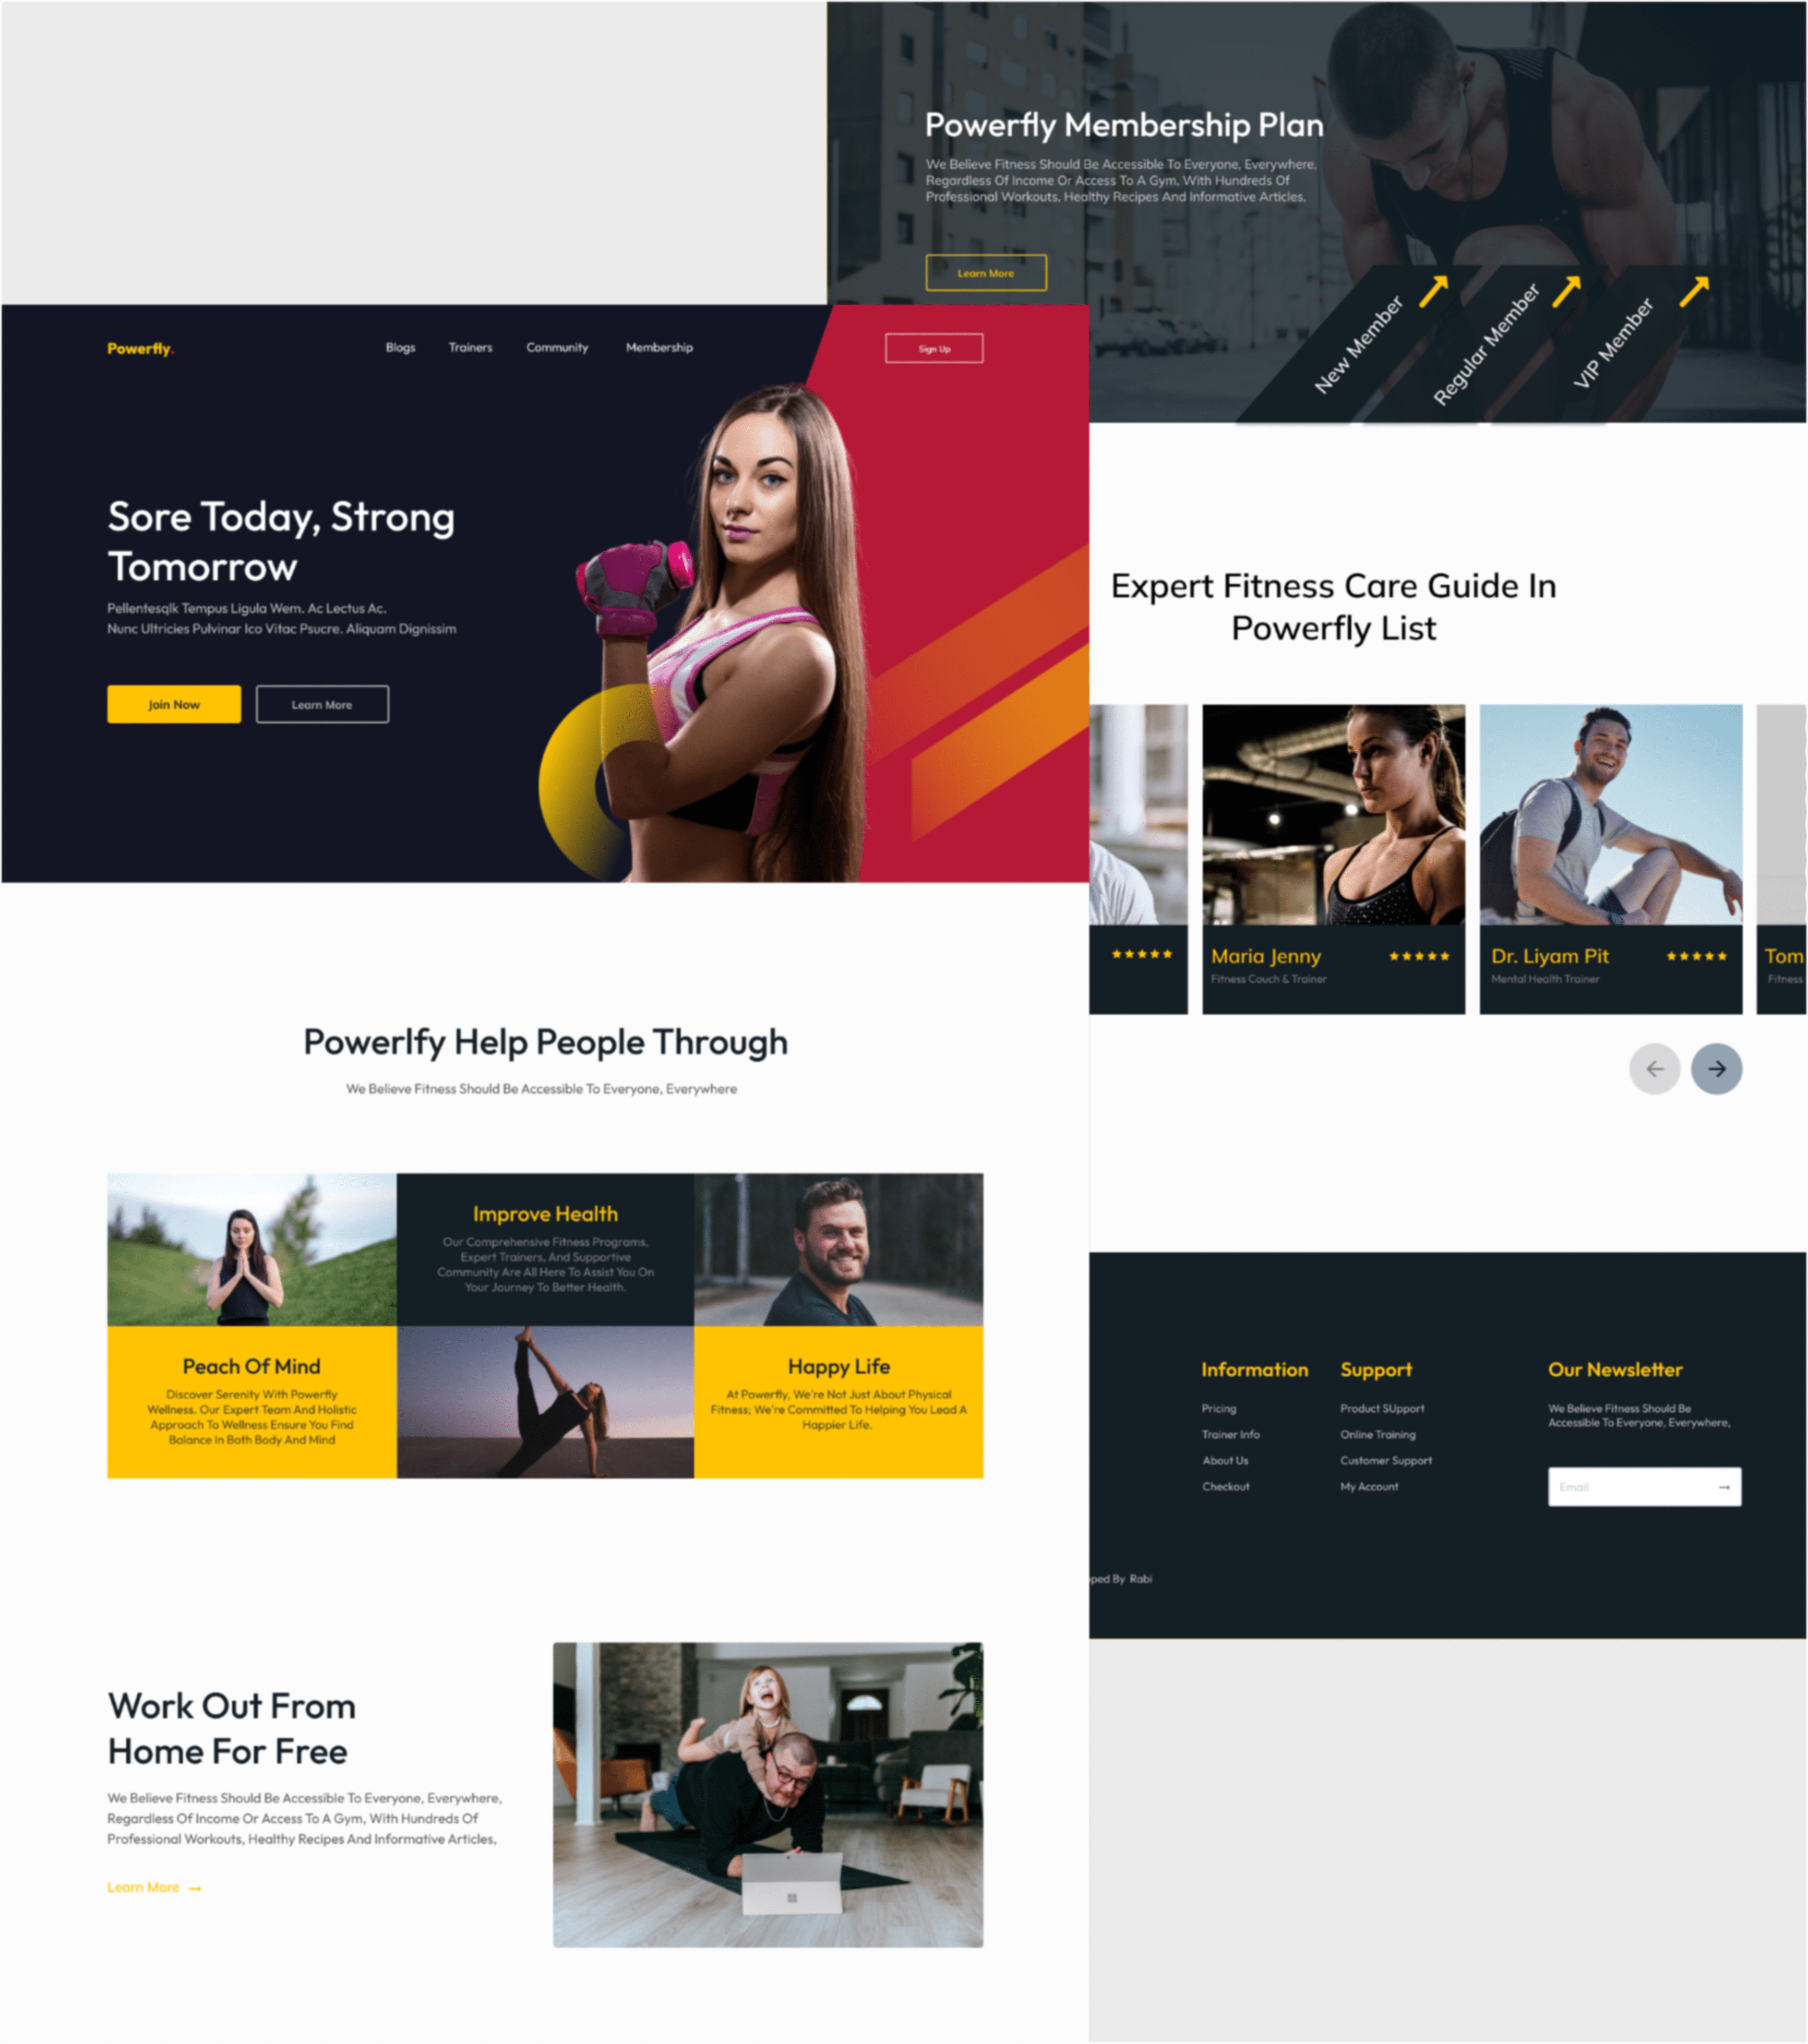 Powerfly Membership Plan
We Believe Fitness Should Be Accessible To Everyone, Everywhere,
Regardless Of Income Or Access To A Gym, With Hundreds Of
Professional Workouts, Healthy Recipes And Informative Articles,
Learn More
New Member
Regular Member
VIP Member
Powerfly.
Blogs
Trainers
Community
Membership
Sign Up
Sore Today, Strong
Tomorrow
Pellentesqlk Tempus Ligula Wem. Ac Lectus Ac.
Nunc Ultricies Pulvinar Ico Vitac Psucre. Aliquam Dignissim
Join Now
Learn More
Expert Fitness Care Guide In
Powerfly List
Maria Jenny
Fitness Couch & Trainer
Dr. Liyam Pit
Mental Health Trainer
Tom
Fitness
Powerlfy Help People Through
We Believe Fitness Should Be Accessible To Everyone, Everywhere
Improve Health
Our Comprehensive Fitness Programs,
Expert Trainers, And Supportive
Community Are All Here To Assist You On
Your Journey To Better Health.
Peach Of Mind
Discover Serenity With Powerfly
Wellness. Our Expert Team And Holistic
Approach To Wellness Ensure You Find
Balance In Both Body And Mind
Happy Life
At Powerfly, We're Not Just About Physical
Fitness; We're Committed To Helping You Lead A
Happier Life.
Work Out From
Home For Free
We Believe Fitness Should Be Accessible To Everyone, Everywhere,
Regardless Of Income Or Access To A Gym, With Hundreds Of
Professional Workouts, Healthy Recipes And Informative Articles,
Learn More →
Information
Pricing
Trainer Info
About Us
Checkout
Support
Product SUpport
Online Training
Customer Support
My Account
Our Newsletter
We Believe Fitness Should Be
Accessible To Everyone, Everywhere,
Email
ped By Rabi